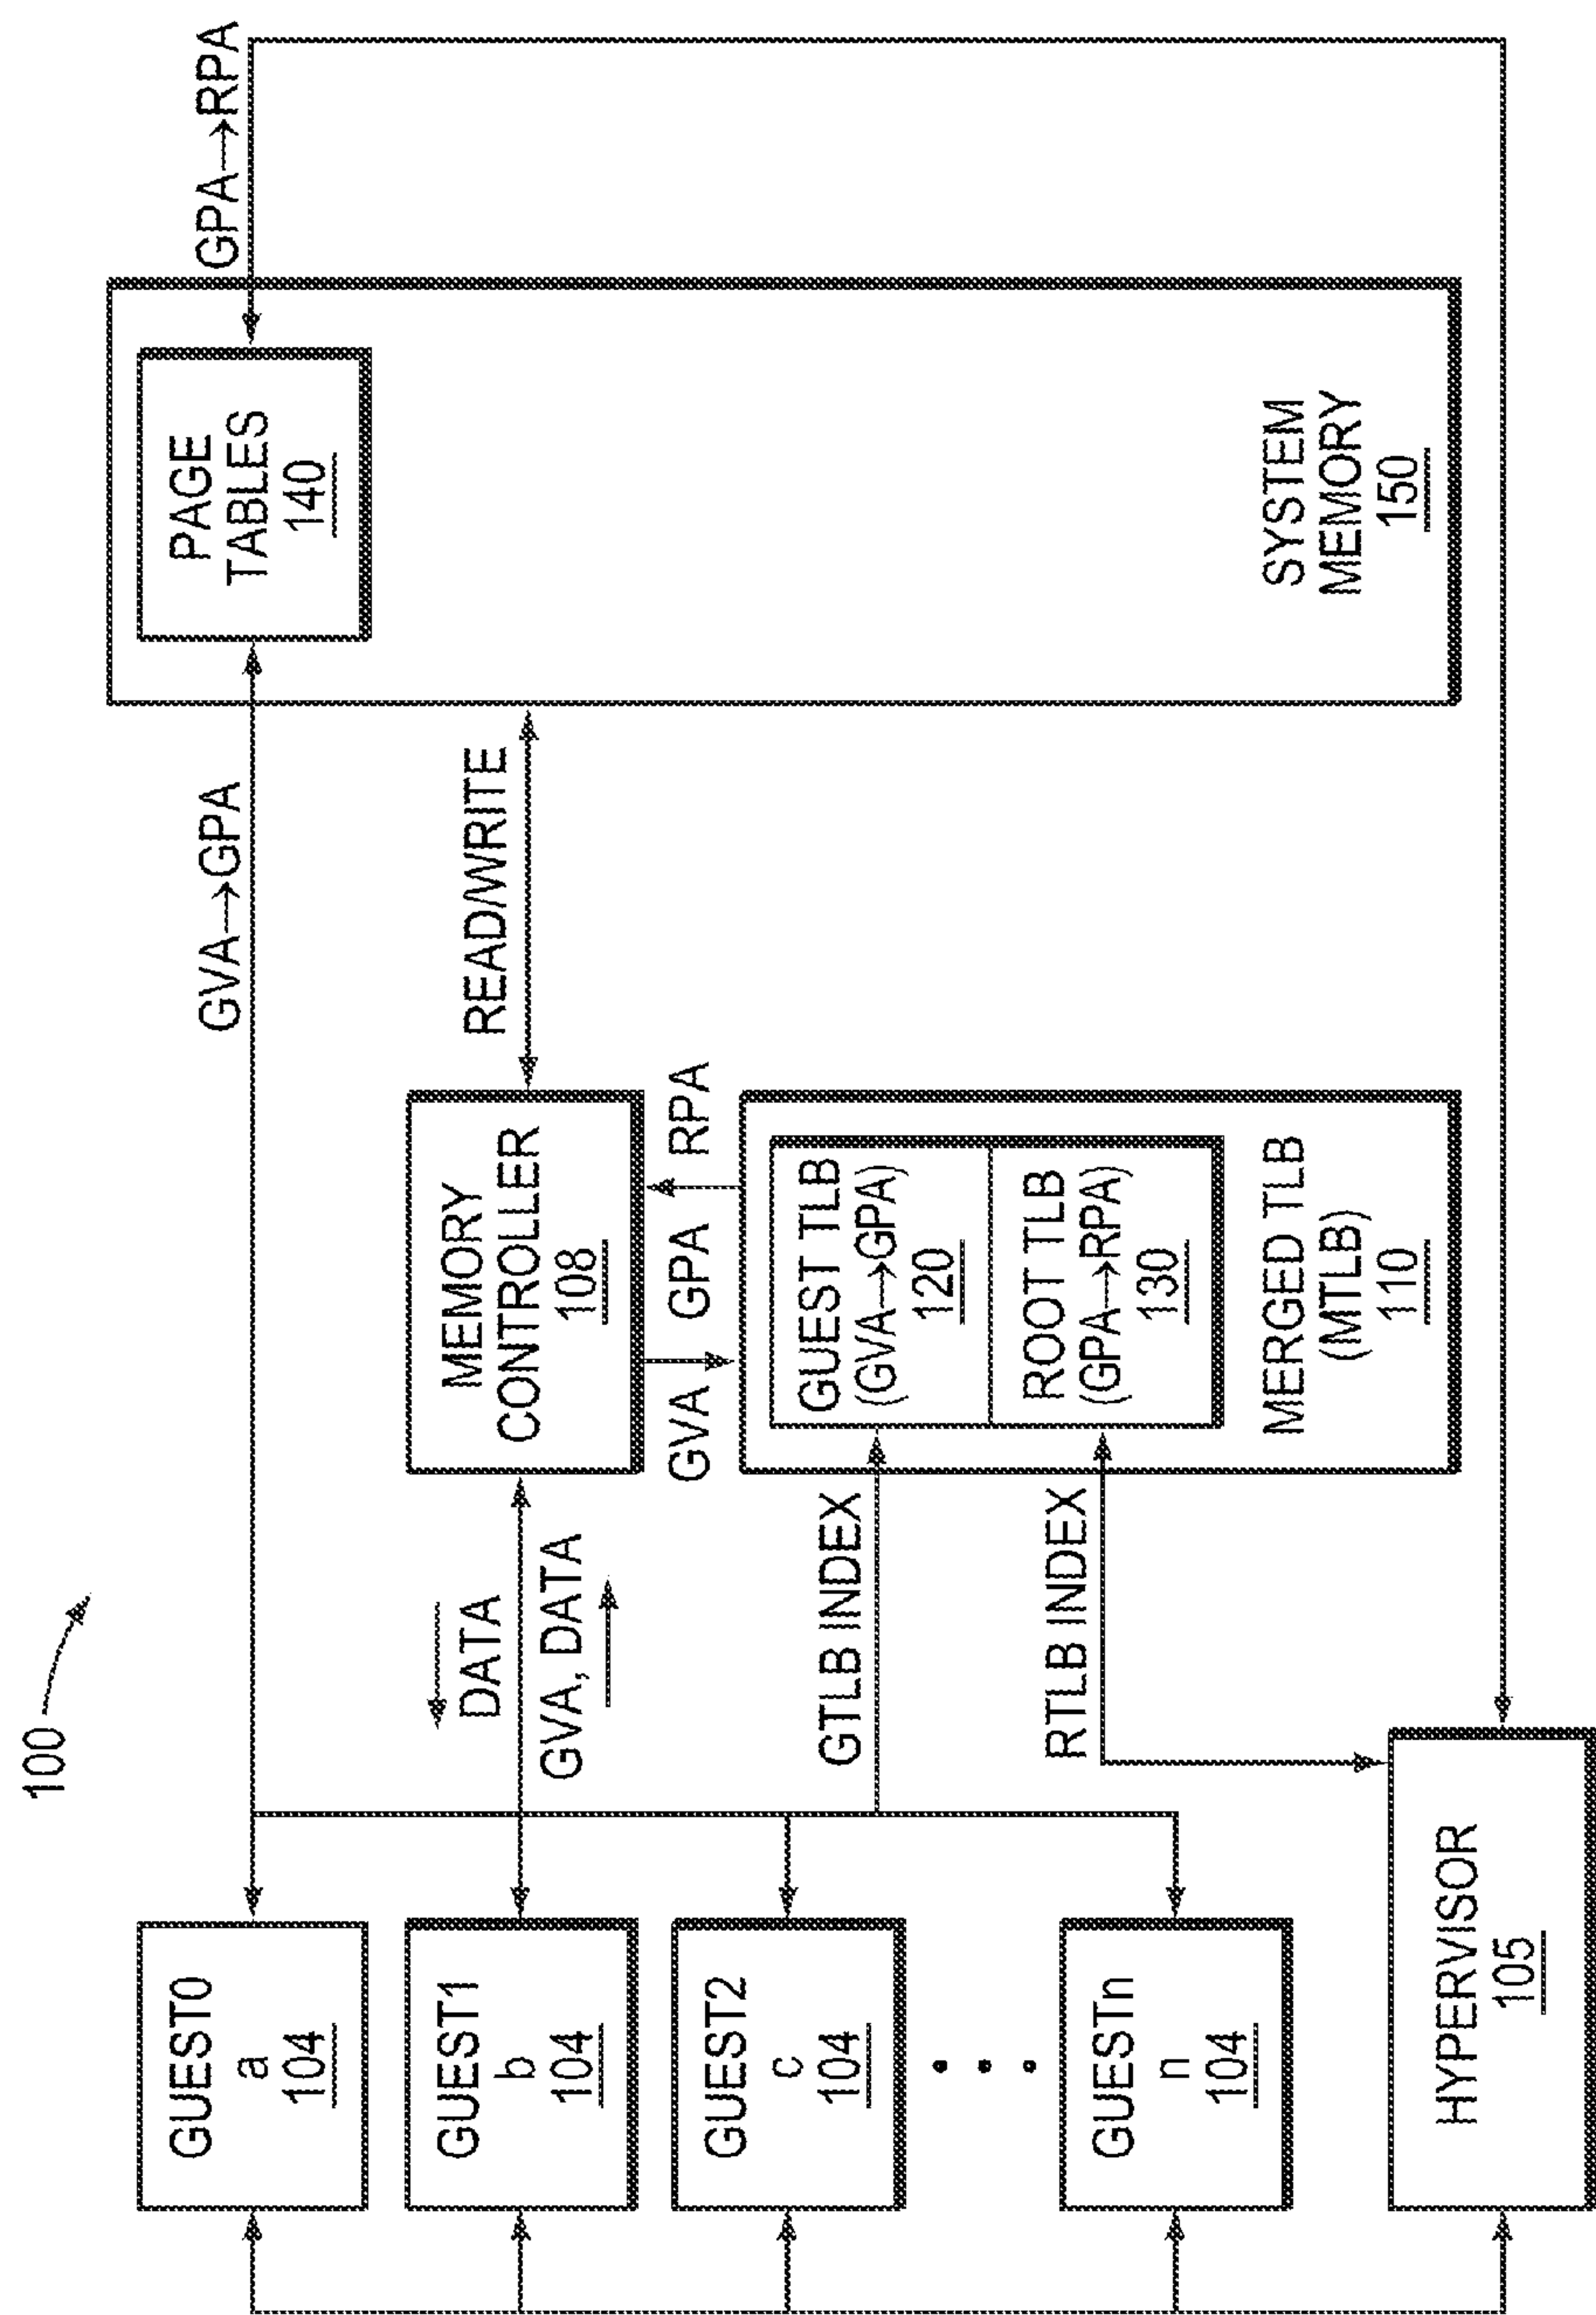 100
GUEST0
a
104
GUEST1
b
104
GUEST2
c
104
• • •
GUESTn
n
104
HYPERVISOR
105
GVA→GPA
DATA
GVA, DATA
GTLB INDEX
RTLB INDEX
MEMORY
CONTROLLER
108
READ/WRITE
GVA GPA RPA
GUEST TLB
(GVA→GPA)
120
ROOT TLB
(GPA→RPA)
130
MERGED TLB
(MTLB)
110
PAGE
TABLES
140
SYSTEM
MEMORY
150
GPA→RPA